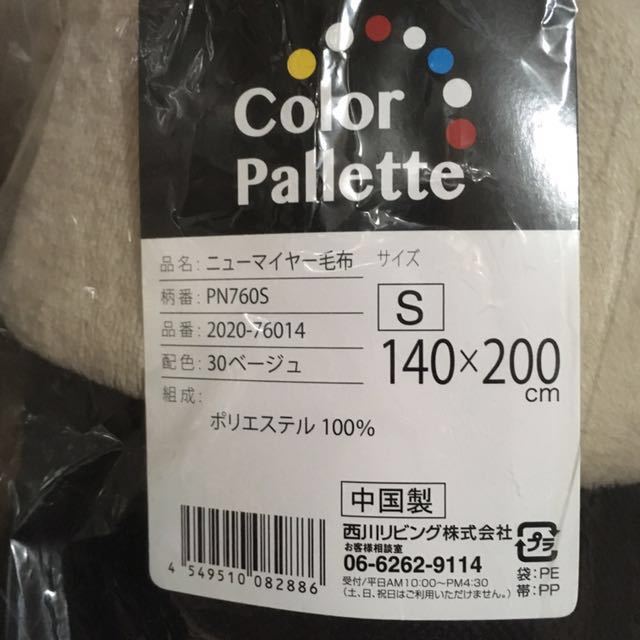 Color
Pallette
品名: ニューマイヤー毛布
サイズ
柄番: PN760S
S
品番: 2020-76014
140×200
cm
配色: 30ベージュ
組成:
ポリエステル 100%
中国製
西川リビング株式会社
お客様相談室
06-6262-9114
受付/平日AM10:00〜PM4:30
(土、日、祝日はご利用いただけません。)
プラ
袋: PE
帯: PP
4 549510 082886